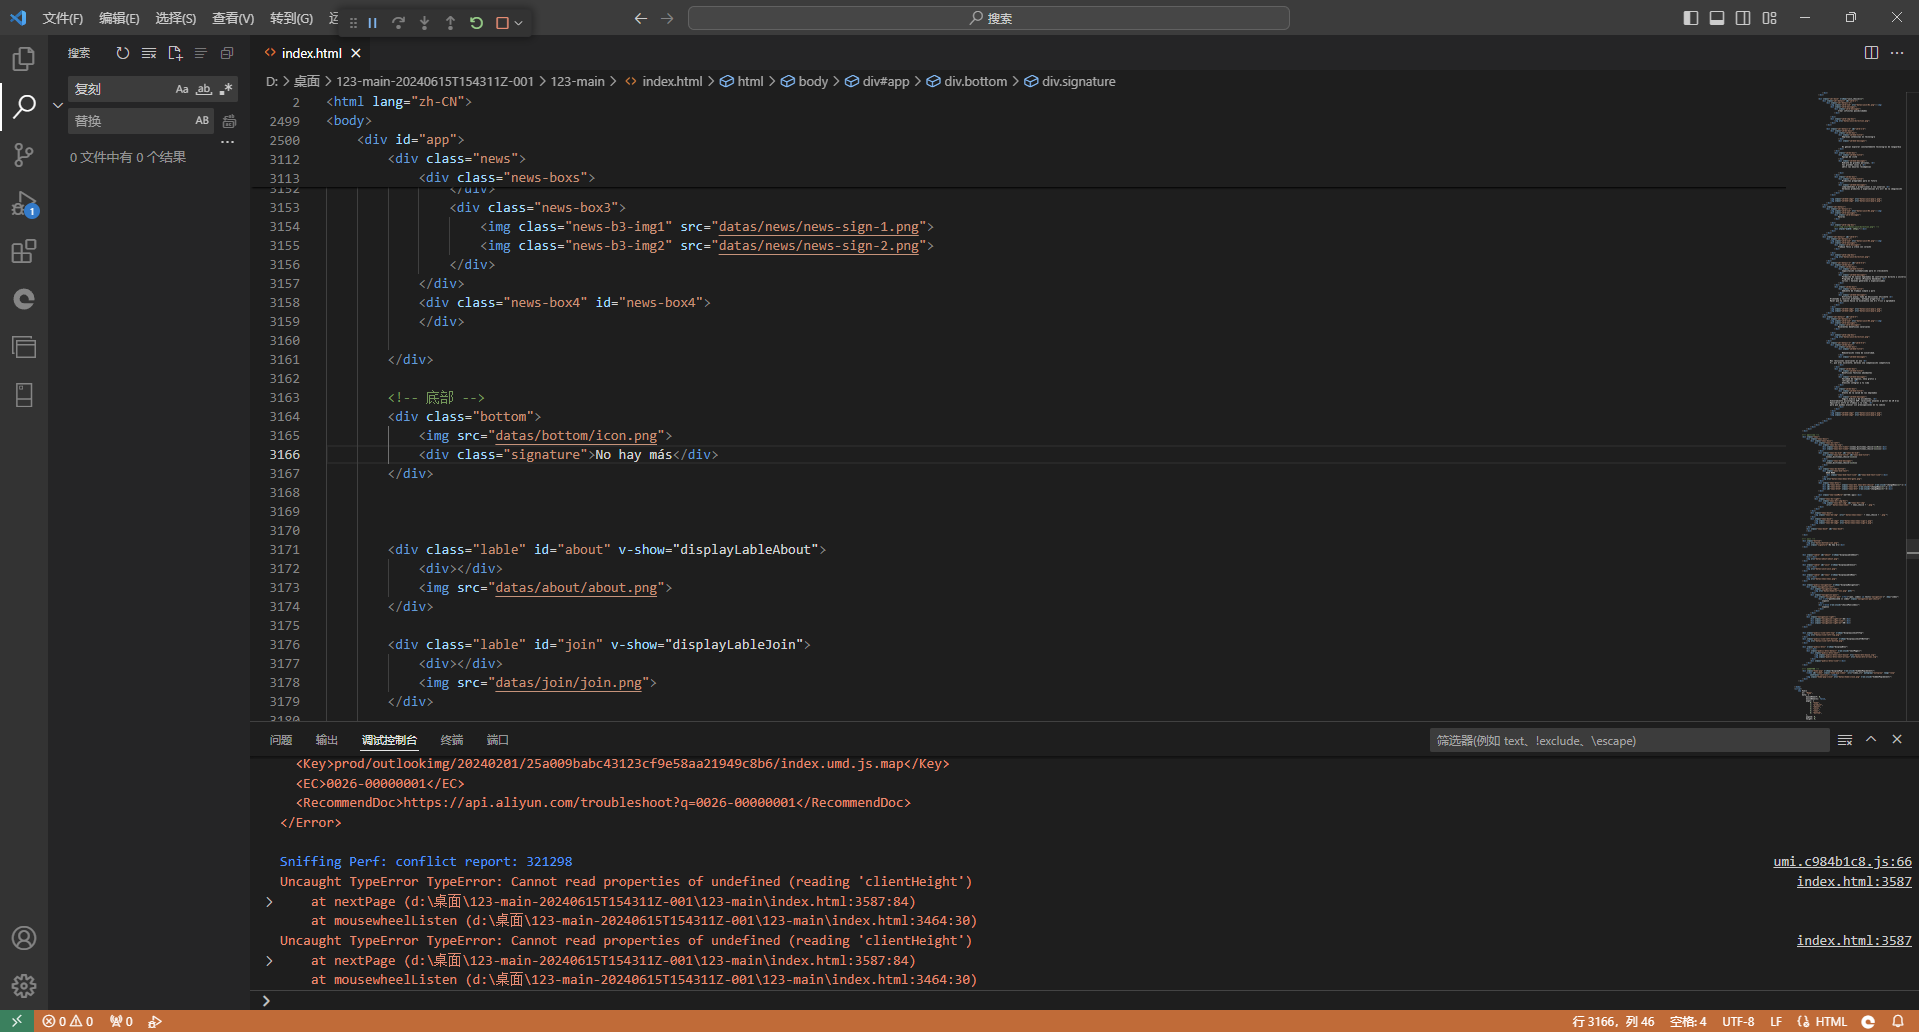 文件(F) 编辑(E) 选择(S) 查看(V) 转到(G) 运
搜索
搜索
index.html
D: > 桌面 > 123-main-20240615T154311Z-001 > 123-main > index.html > html > body > div#app > div.bottom > div.signature
复刻
Aa ab
替换
AB
0 文件中有 0 个结果
1
2 <html lang="zh-CN">
2499 <body>
2500 <div id="app">
3112 <div class="news">
3113 <div class="news-boxs">
3152 </div>
3153 <div class="news-box3">
3154 <img class="news-b3-img1" src="datas/news/news-sign-1.png">
3155 <img class="news-b3-img2" src="datas/news/news-sign-2.png">
3156 </div>
3157 </div>
3158 <div class="news-box4" id="news-box4">
3159 </div>
3160
3161 </div>
3162
3163 <!-- 底部 -->
3164 <div class="bottom">
3165 <img src="datas/bottom/icon.png">
3166 <div class="signature">No hay más</div>
3167 </div>
3168
3169
3170
3171 <div class="lable" id="about" v-show="displayLableAbout">
3172 <div></div>
3173 <img src="datas/about/about.png">
3174 </div>
3175
3176 <div class="lable" id="join" v-show="displayLableJoin">
3177 <div></div>
3178 <img src="datas/join/join.png">
3179 </div>
3180
问题 输出 调试控制台 终端 端口
筛选器(例如 text、!exclude、\escape)
<Key>prod/outlookimg/20240201/25a009babc43123cf9e58aa21949c8b6/index.umd.js.map</Key>
<EC>0026-00000001</EC>
<RecommendDoc>https://api.aliyun.com/troubleshoot?q=0026-00000001</RecommendDoc>
</Error>
Sniffing Perf: conflict report: 321298 umi.c984b1c8.js:66
Uncaught TypeError TypeError: Cannot read properties of undefined (reading 'clientHeight') index.html:3587
at nextPage (d:\桌面\123-main-20240615T154311Z-001\123-main\index.html:3587:84)
at mousewheelListen (d:\桌面\123-main-20240615T154311Z-001\123-main\index.html:3464:30)
Uncaught TypeError TypeError: Cannot read properties of undefined (reading 'clientHeight') index.html:3587
at nextPage (d:\桌面\123-main-20240615T154311Z-001\123-main\index.html:3587:84)
at mousewheelListen (d:\桌面\123-main-20240615T154311Z-001\123-main\index.html:3464:30)
0 0 0 行 3166，列 46 空格: 4 UTF-8 LF HTML